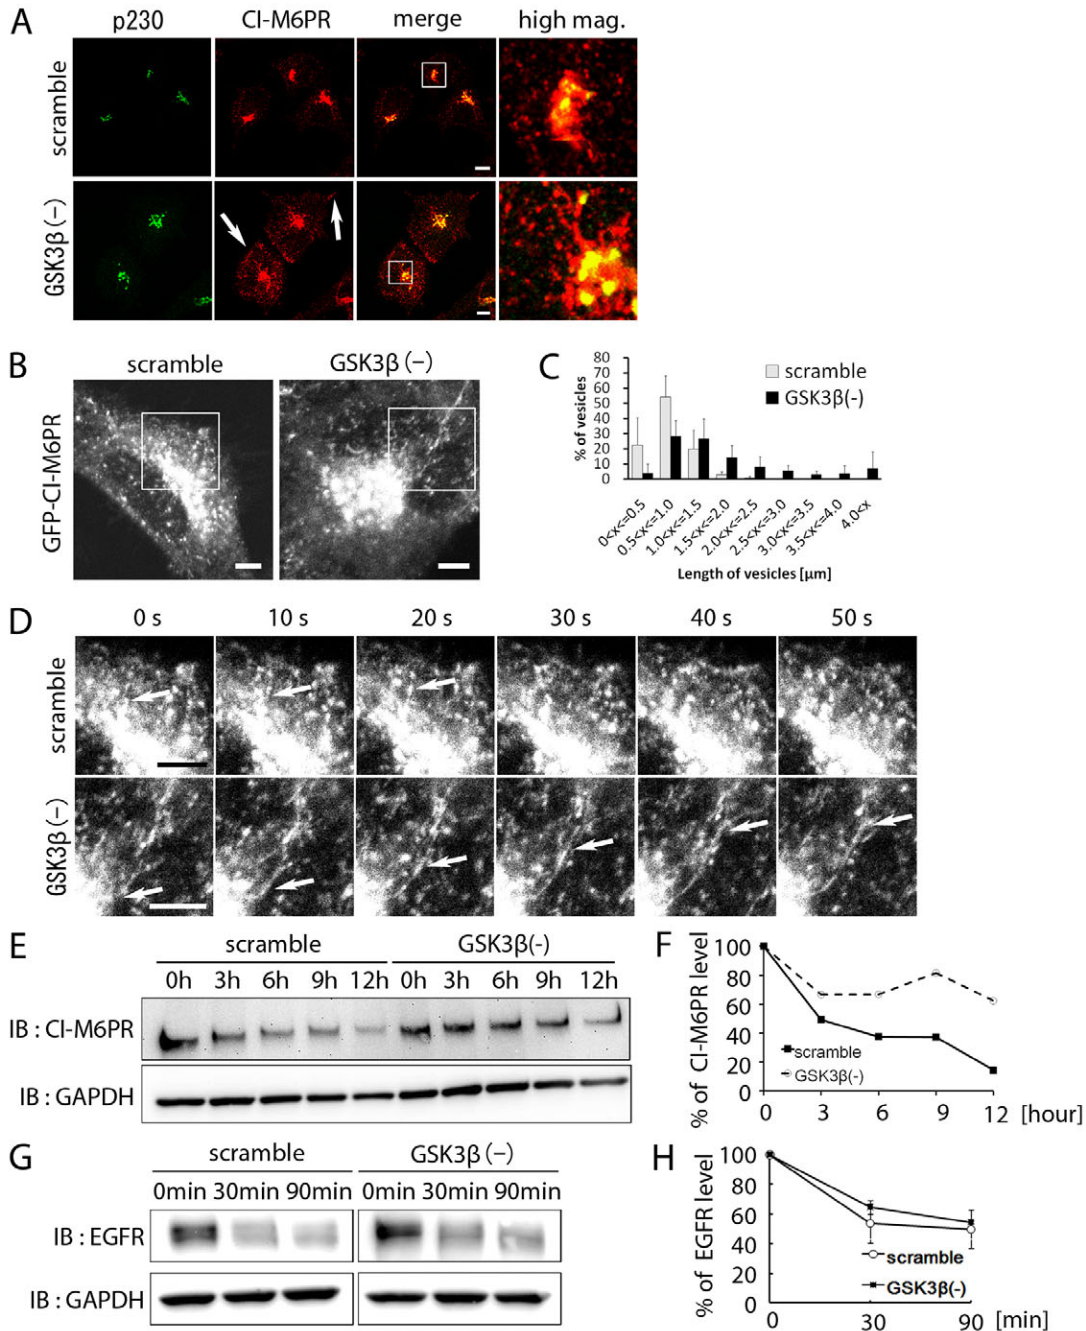 A
p230 CI-M6PR merge high mag.
scramble
GSK3β(−)
B
scramble GSK3β(−)
GFP-CI-M6PR
C
% of vesicles
80
70
60
50
40
30
20
10
0
scramble
GSK3β(-)
0<x<=0.5
0.5<x<=1.0
1.0<x<=1.5
1.5<x<=2.0
2.0<x<=2.5
2.5<x<=3.0
3.0<x<=3.5
3.5<x<=4.0
4.0<x
Length of vesicles [µm]
D
0 s 10 s 20 s 30 s 40 s 50 s
scramble
GSK3β(−)
E
scramble GSK3β(-)
0h 3h 6h 9h 12h 0h 3h 6h 9h 12h
IB : CI-M6PR
IB : GAPDH
F
% of CI-M6PR level
100
80
60
40
20
0
scramble
GSK3β(-)
0 3 6 9 12 [hour]
G
scramble GSK3β(−)
0min 30min 90min 0min 30min 90min
IB : EGFR
IB : GAPDH
H
% of EGFR level
100
80
60
40
20
0
scramble
GSK3β(-)
0 30 90 [min]